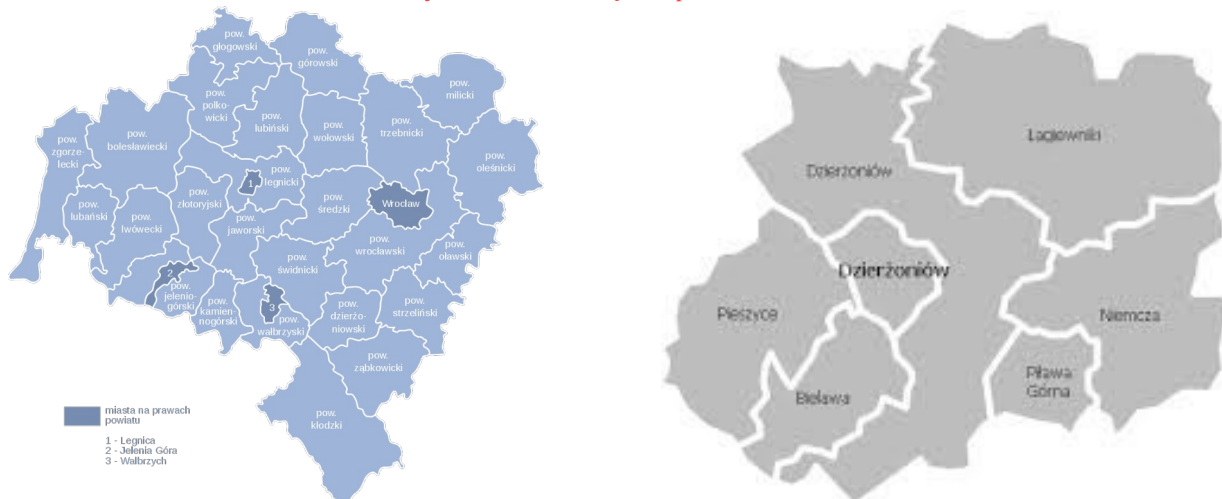 pow.
głogowski
pow.
górowski
pow.
milicki
pow.
polko-
wicki
pow.
lubiński
pow.
wołowski
pow.
trzebnicki
pow.
zgorze-
lecki
pow.
bolesławiecki
pow.
oleśnicki
1
pow.
legnicki
pow.
złotoryjski
pow.
lubański
pow.
lwówecki
pow.
średzki
Wrocław
pow.
jaworski
pow.
wrocławski
pow.
oławski
pow.
świdnicki
2
pow.
jelenio-
górski
pow.
kamien-
nogórski
3
pow.
wałbrzyski
pow.
dzierżo-
niowski
pow.
strzeliński
pow.
ząbkowicki
pow.
kłodzki
miasta na prawach
powiatu
1 - Legnica
2 - Jelenia Góra
3 - Wałbrzych
Łagiewniki
Dzierżoniów
Dzierżoniów
Pieszyce
Niemcza
Piława
Górna
Bielawa